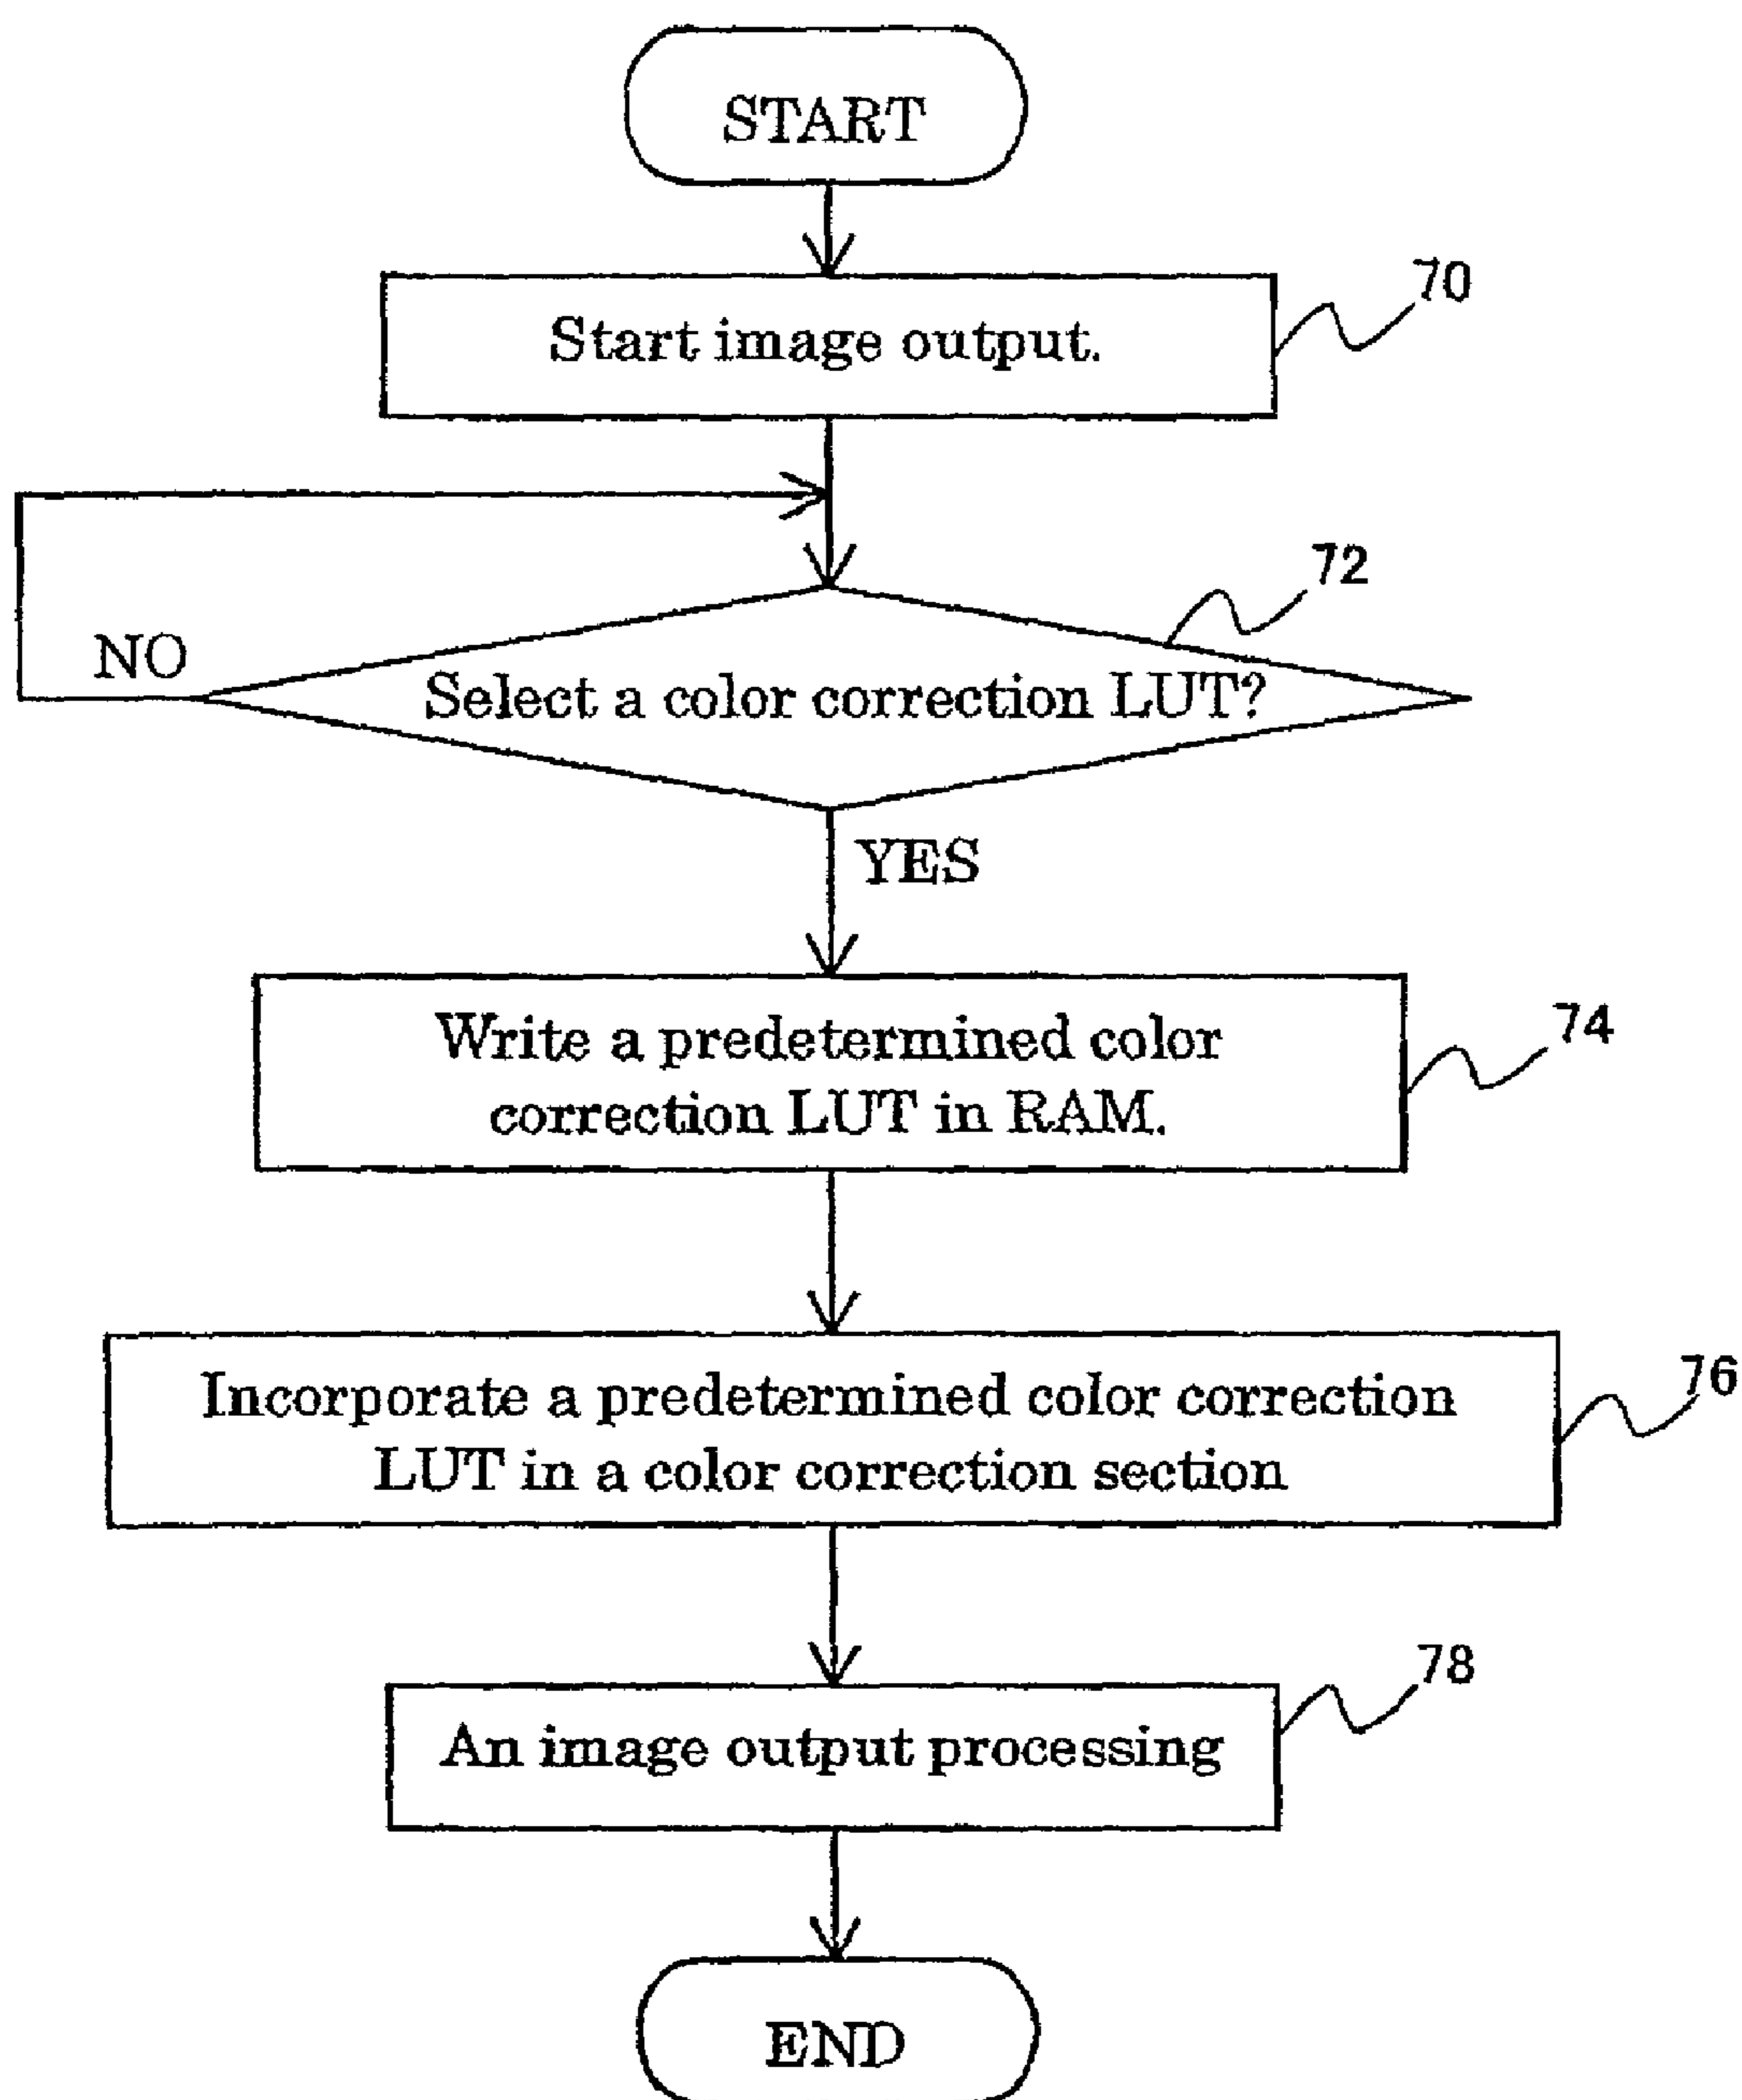 START
70
Start image output.
72
NO
Select a color correction LUT?
YES
74
Write a predetermined color
correction LUT in RAM.
76
Incorporate a predetermined color correction
LUT in a color correction section
78
An image output processing
END